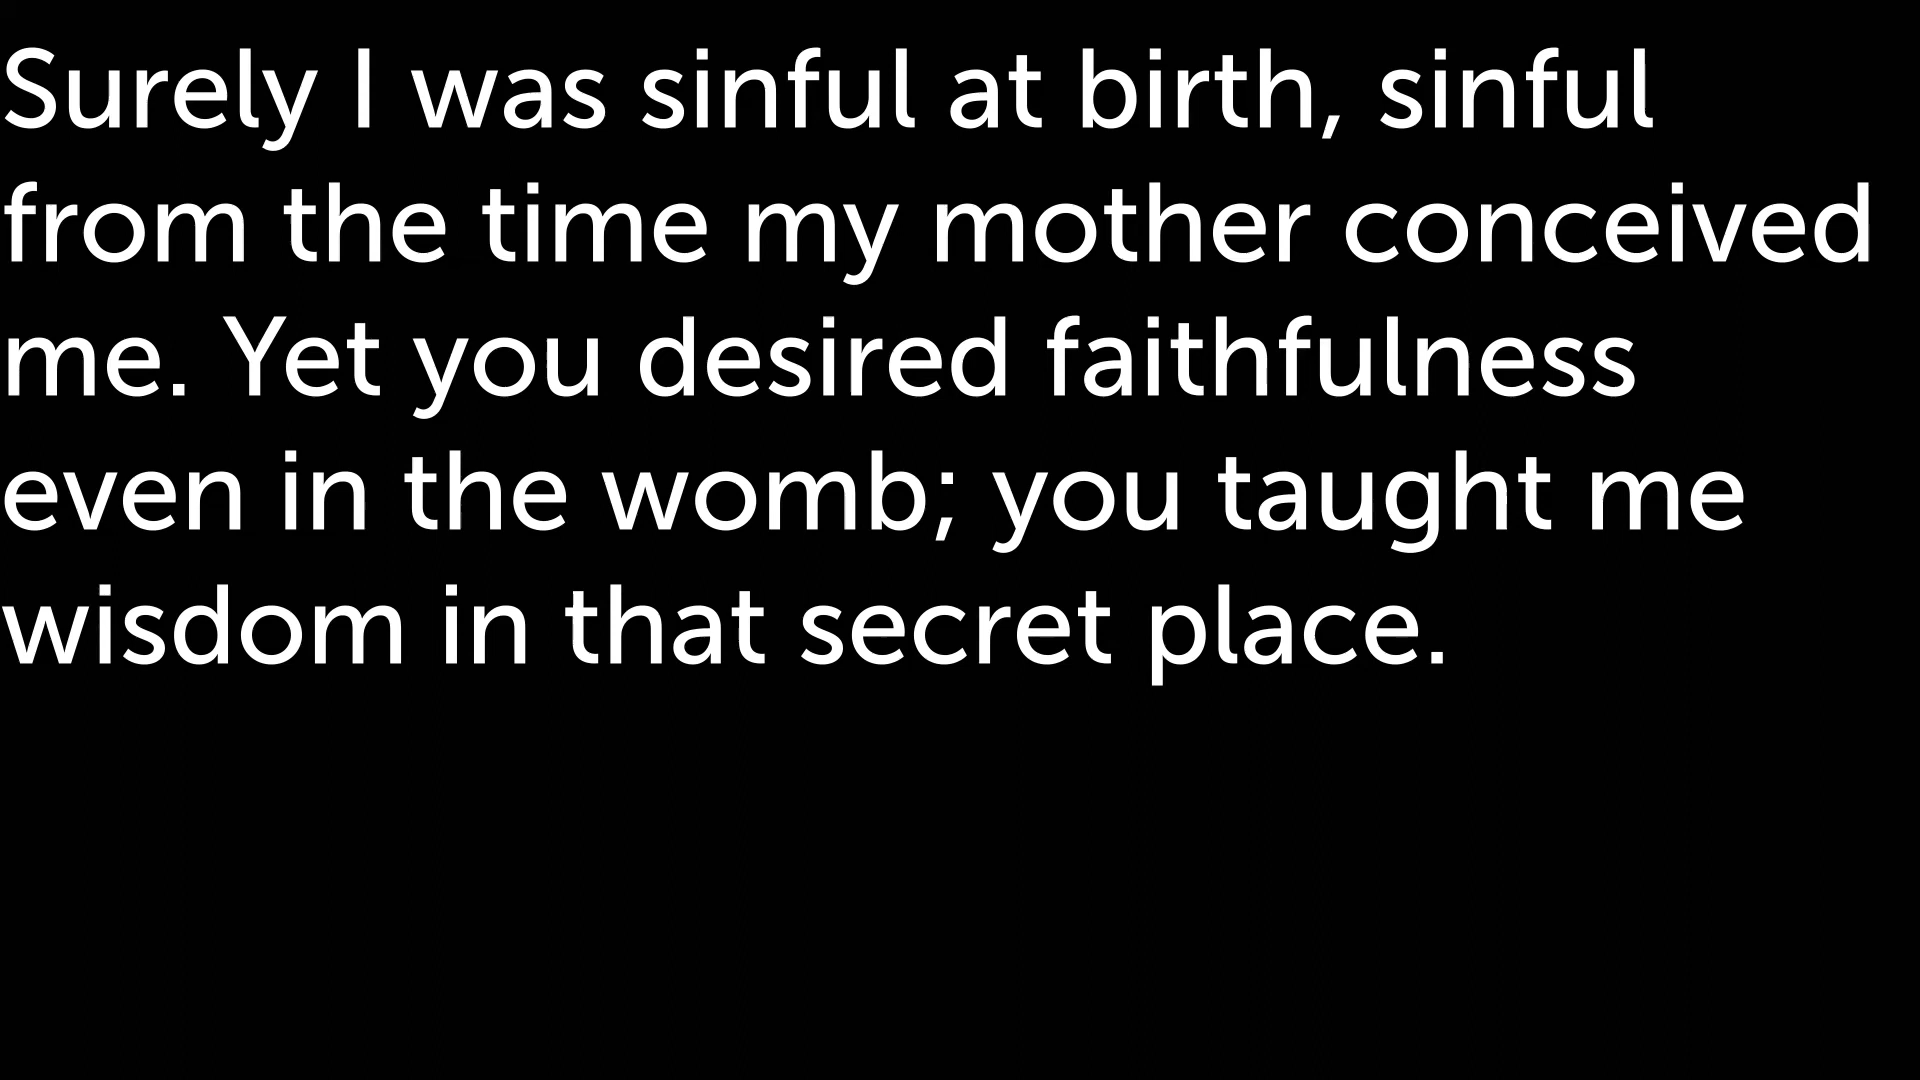 Surely I was sinful at birth, sinful
from the time my mother conceived
me. Yet you desired faithfulness
even in the womb; you taught me
wisdom in that secret place.